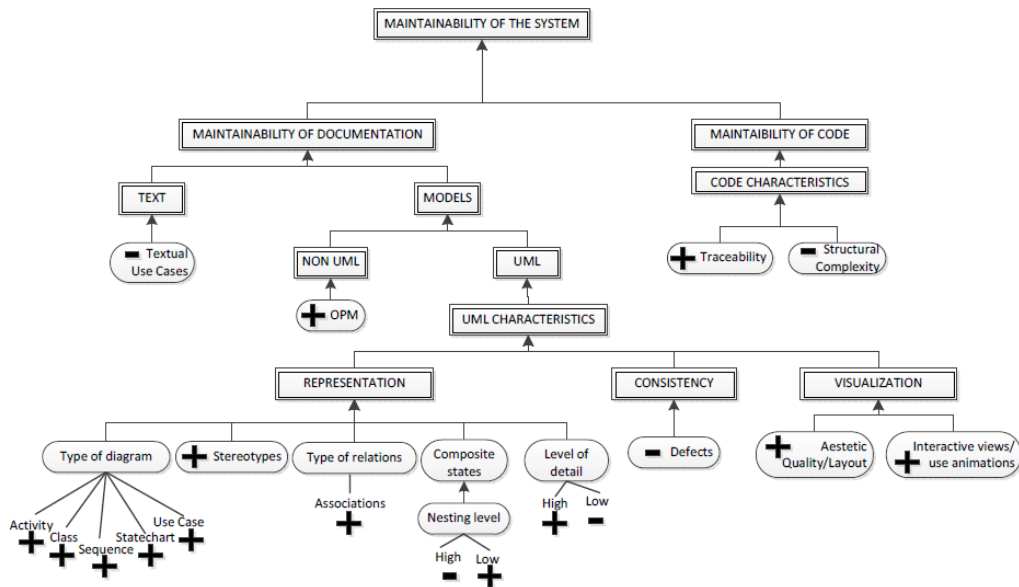 MAINTAINABILITY OF THE SYSTEM
MAINTAINABILITY OF DOCUMENTATION
MAINTAIBILITY OF CODE
CODE CHARACTERISTICS
TEXT
MODELS
Textual
Use Cases
NON UML
UML
Traceability
Structural
Complexity
OPM
UML CHARACTERISTICS
REPRESENTATION
CONSISTENCY
VISUALIZATION
Type of diagram
Stereotypes
Type of relations
Composite
states
Level of
detail
Defects
Aestetic
Quality/Layout
Interactive views/
use animations
Activity
Class
Sequence
Statechart
Use Case
Associations
Nesting level
High
Low
High
Low